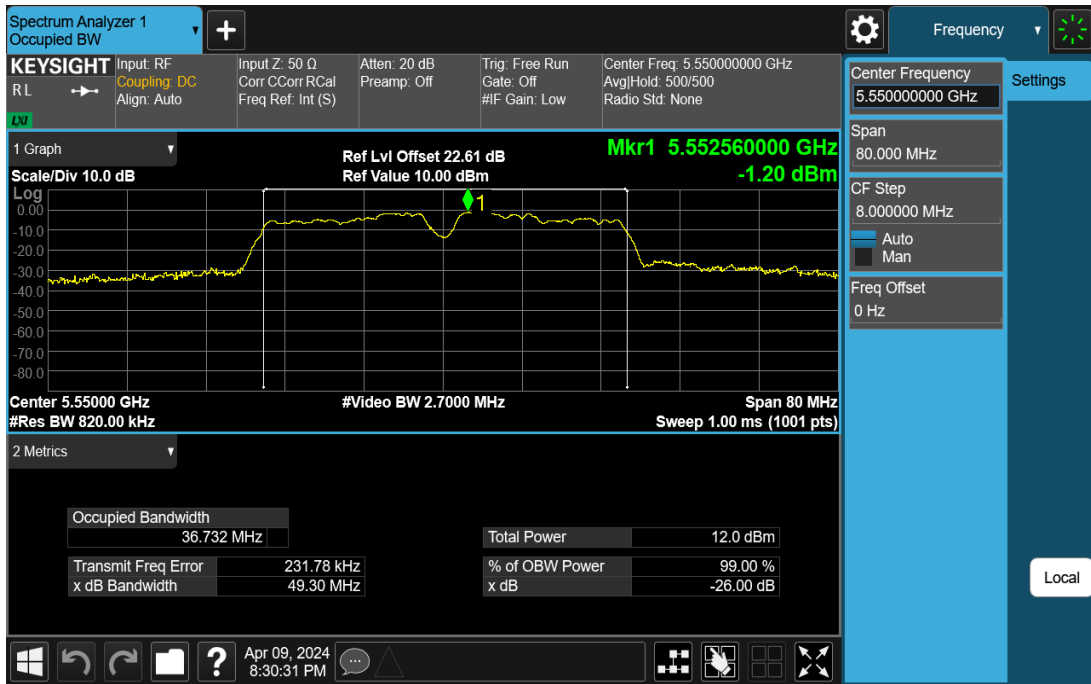 Spectrum Analyzer 1
Occupied BW
Frequency
KEYSIGHT
RL
LXI
Input: RF
Coupling: DC
Align: Auto
Input Z: 50 Ω
Corr CCorr RCal
Freq Ref: Int (S)
Atten: 20 dB
Preamp: Off
Trig: Free Run
Gate: Off
#IF Gain: Low
Center Freq: 5.550000000 GHz
Avg|Hold: 500/500
Radio Std: None
Center Frequency
5.550000000 GHz
Settings
Span
80.000 MHz
CF Step
8.000000 MHz
Auto
Man
Freq Offset
0 Hz
Local
1 Graph
Scale/Div 10.0 dB
Ref Lvl Offset 22.61 dB
Ref Value 10.00 dBm
Mkr1 5.552560000 GHz
-1.20 dBm
Log
1
0.00
-10.0
-20.0
-30.0
-40.0
-50.0
-60.0
-70.0
-80.0
Center 5.55000 GHz
#Video BW 2.7000 MHz
Span 80 MHz
#Res BW 820.00 kHz
Sweep 1.00 ms (1001 pts)
2 Metrics
Occupied Bandwidth
36.732 MHz
Total Power 12.0 dBm
Transmit Freq Error 231.78 kHz
% of OBW Power 99.00 %
x dB Bandwidth 49.30 MHz
x dB -26.00 dB
?
Apr 09, 2024
8:30:31 PM